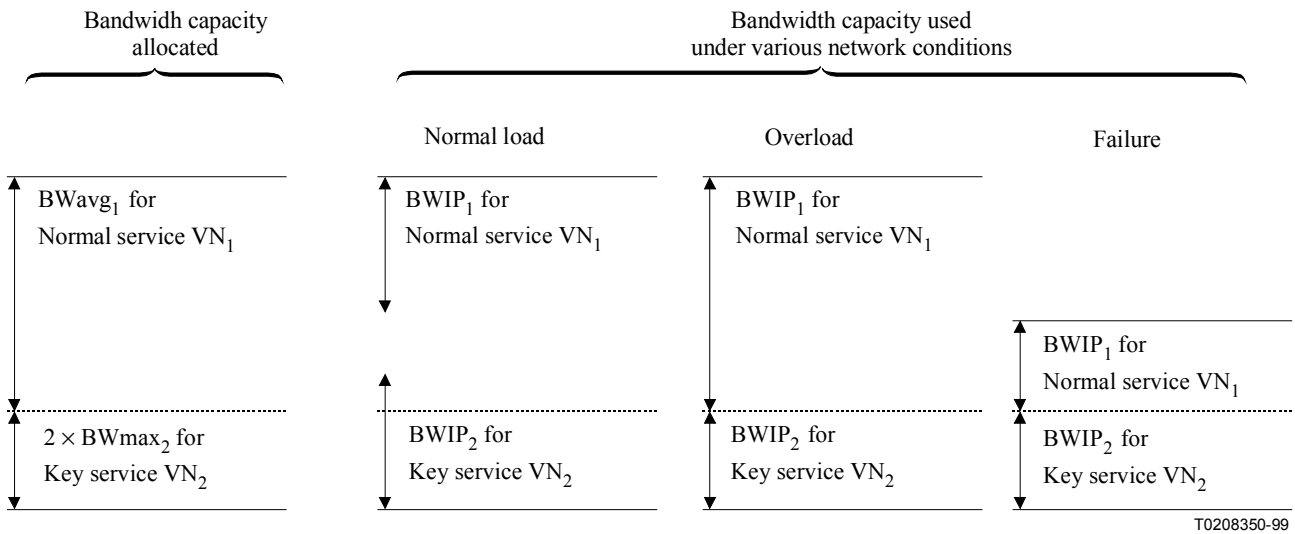 Bandwidh capacity
allocated
Bandwidth capacity used
under various network conditions
Normal load
Overload
Failure
BWavg₁ for
Normal service VN₁
BWIP₁ for
Normal service VN₁
BWIP₁ for
Normal service VN₁
BWIP₁ for
Normal service VN₁
2 × BWmax₂ for
Key service VN₂
BWIP₂ for
Key service VN₂
BWIP₂ for
Key service VN₂
BWIP₂ for
Key service VN₂
T0208350-99